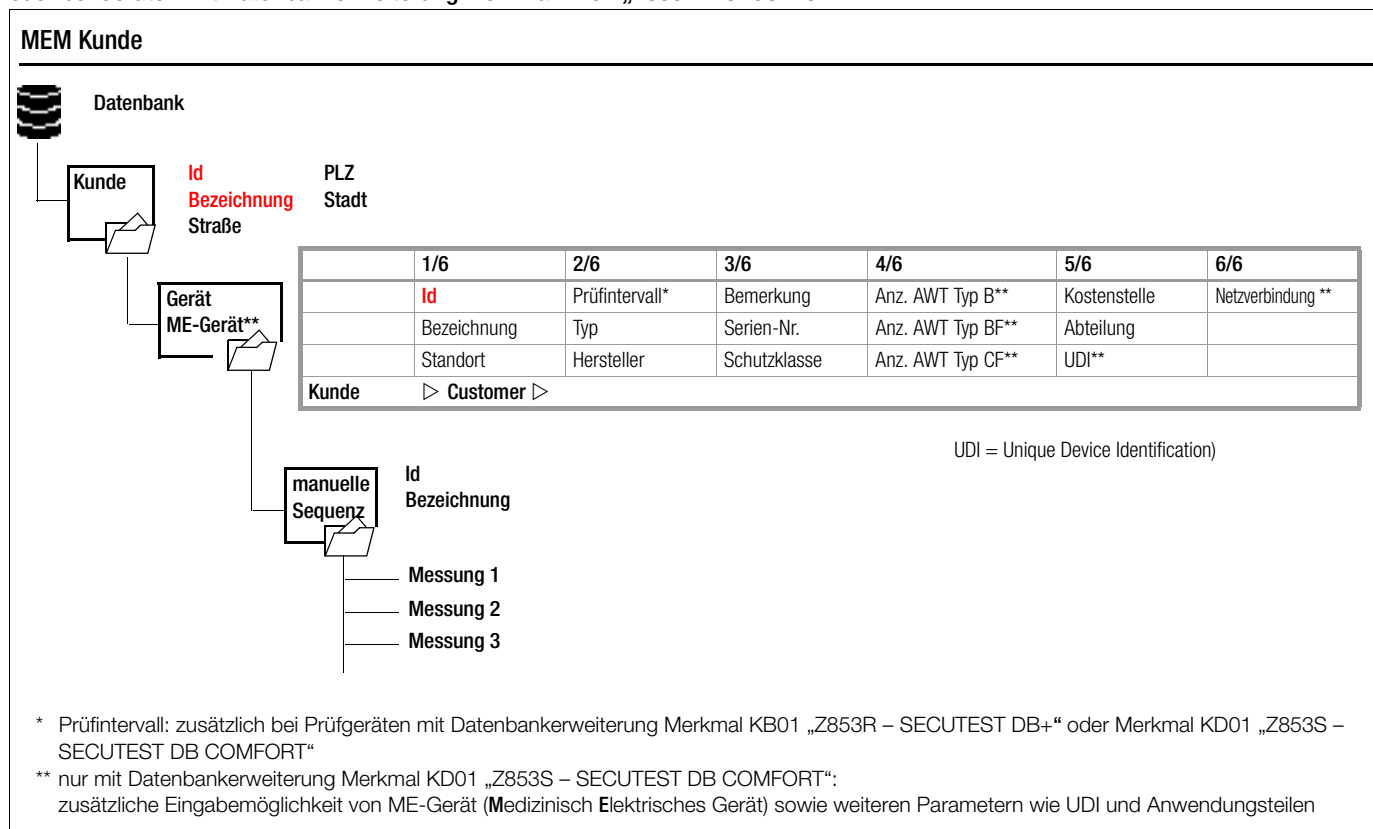 MEM Kunde
Datenbank
Kunde
Id PLZ
Bezeichnung Stadt
Straße
1/6 2/6 3/6 4/6 5/6 6/6
Id Prüfintervall* Bemerkung Anz. AWT Typ B** Kostenstelle Netzverbindung **
Bezeichnung Typ Serien-Nr. Anz. AWT Typ BF** Abteilung
Standort Hersteller Schutzklasse Anz. AWT Typ CF** UDI**
Kunde ▷ Customer ▷
Gerät
ME-Gerät**
UDI = Unique Device Identification)
manuelle
Sequenz
Id
Bezeichnung
Messung 1
Messung 2
Messung 3
* Prüfintervall: zusätzlich bei Prüfgeräten mit Datenbankerweiterung Merkmal KB01 „Z853R – SECUTEST DB+“ oder Merkmal KD01 „Z853S –
SECUTEST DB COMFORT“
** nur mit Datenbankerweiterung Merkmal KD01 „Z853S – SECUTEST DB COMFORT“:
zusätzliche Eingabemöglichkeit von ME-Gerät (Medizinisch Elektrisches Gerät) sowie weiteren Parametern wie UDI und Anwendungsteilen